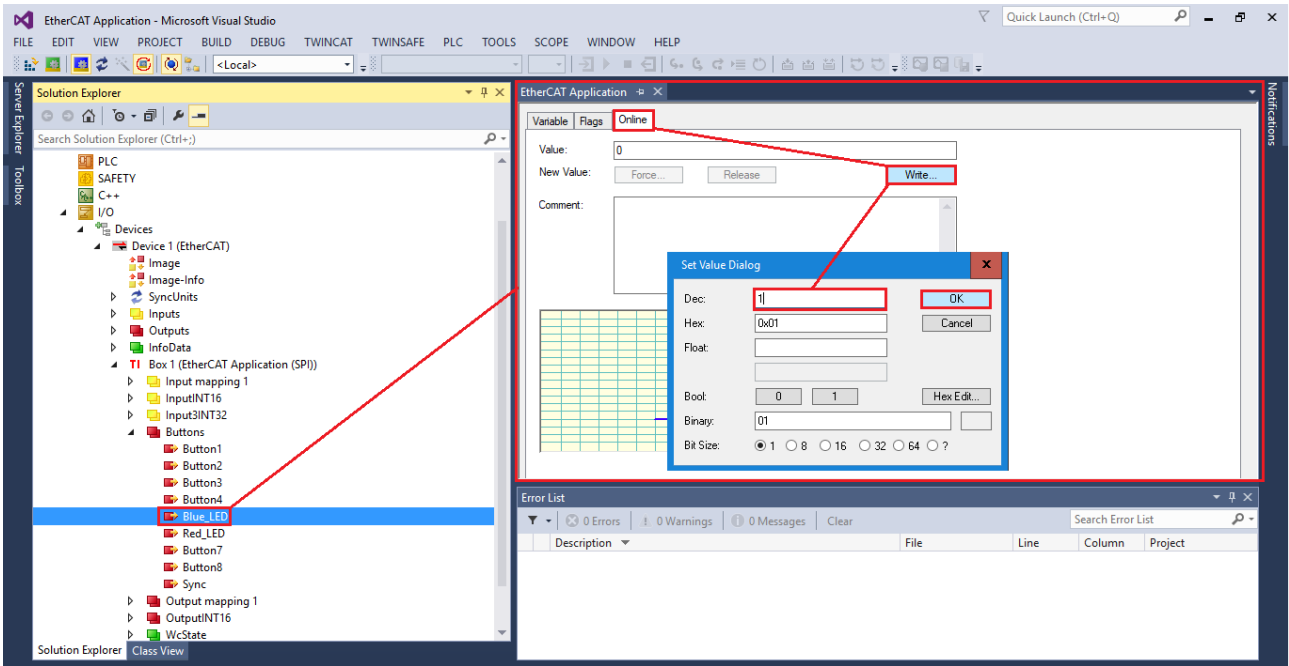 EtherCAT Application - Microsoft Visual Studio
Quick Launch (Ctrl+Q)
FILE EDIT VIEW PROJECT BUILD DEBUG TWINCAT TWINSAFE PLC TOOLS SCOPE WINDOW HELP
<Local>
Server Explorer
Toolbox
Solution Explorer
Search Solution Explorer (Ctrl+;)
PLC
SAFETY
C++
I/O
Devices
Device 1 (EtherCAT)
Image
Image-Info
SyncUnits
Inputs
Outputs
InfoData
TI Box 1 (EtherCAT Application (SPI))
Input mapping 1
InputINT16
Input3INT32
Buttons
Button1
Button2
Button3
Button4
Blue_LED
Red_LED
Button7
Button8
Sync
Output mapping 1
OutputINT16
WcState
Solution Explorer Class View
EtherCAT Application
Variable Flags Online
Value: 0
New Value: Force... Release Write...
Comment:
Set Value Dialog
Dec: 1 OK
Hex: 0x01 Cancel
Float:
Bool: 0 1 Hex Edit...
Binary: 01
Bit Size: 1 8 16 32 64 ?
Error List
0 Errors 0 Warnings 0 Messages Clear Search Error List
Description File Line Column Project
Notifications